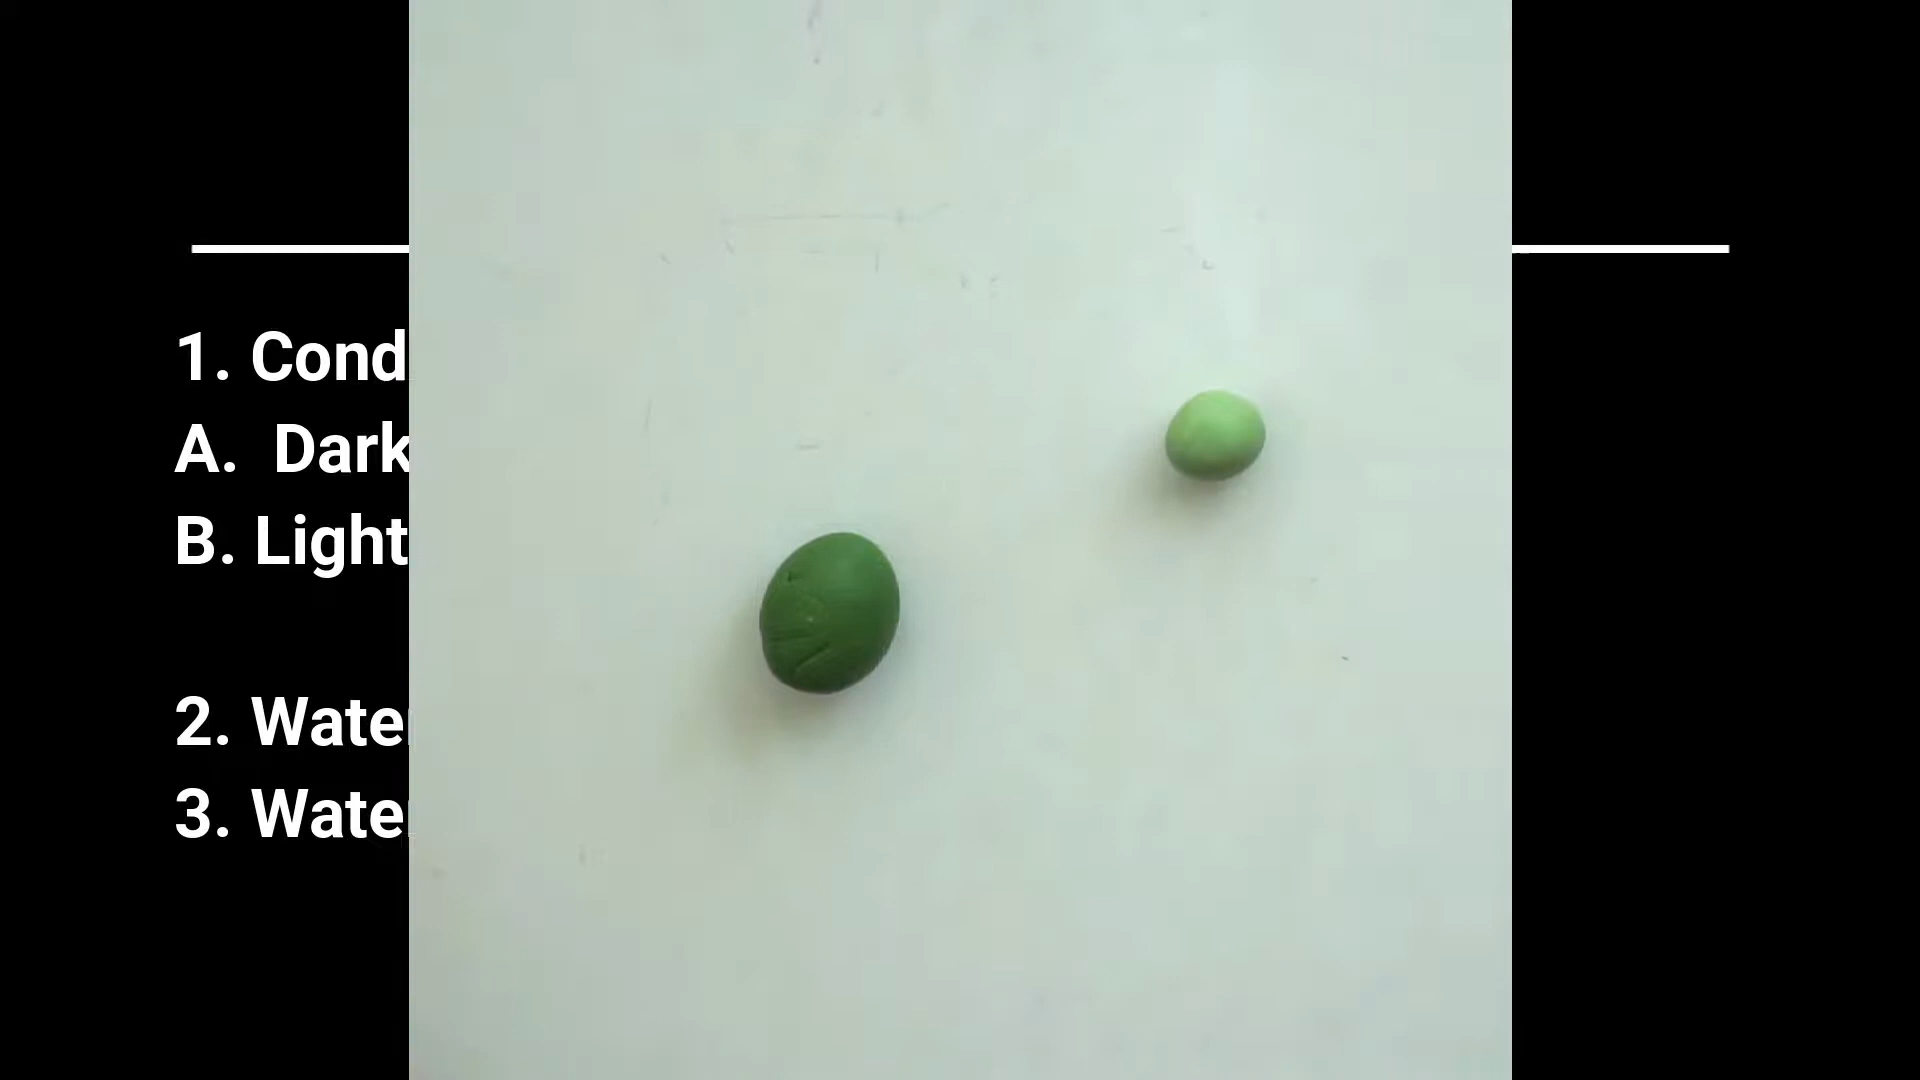 1. Cond
A. Dark
B. Light
2. Wate
3. Wate